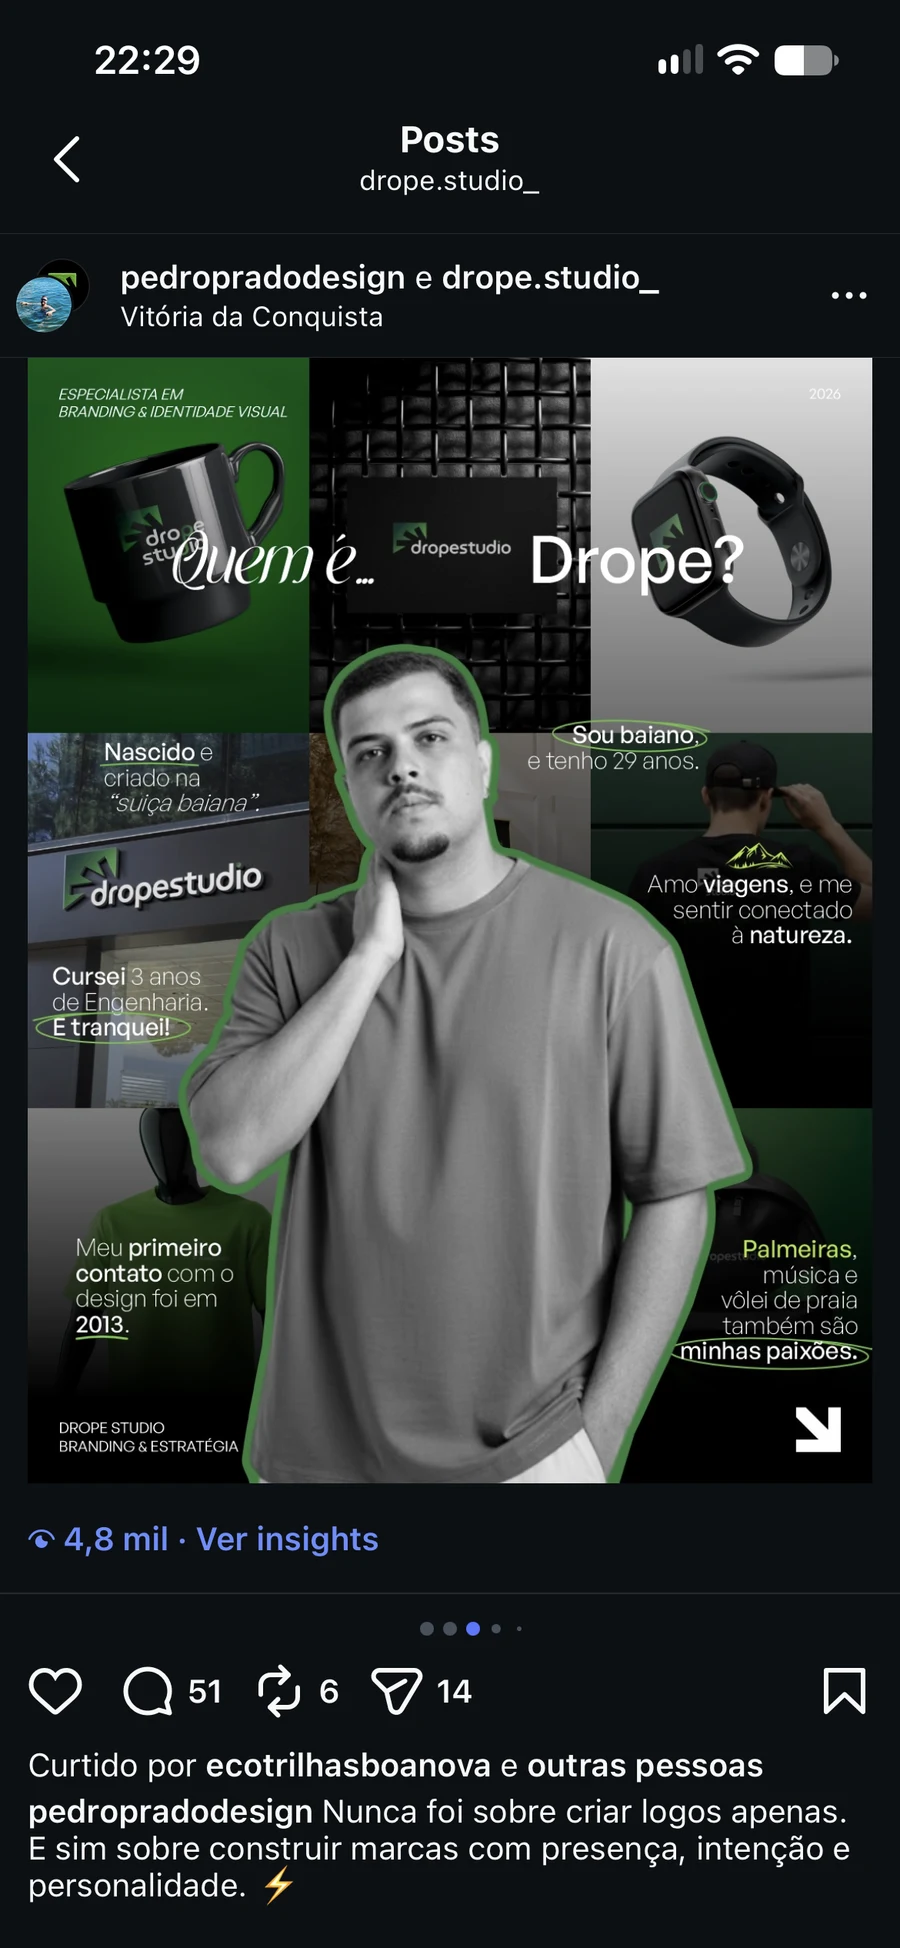 22:29
Posts
drope.studio_
pedropradodesign e drope.studio_
Vitória da Conquista
ESPECIALISTA EM
BRANDING & IDENTIDADE VISUAL
2026
drope
studio
Quem é...
dropestudio
Drope?
Nascido e
criado na
“suiça baiana”.
Sou baiano,
e tenho 29 anos.
dropestudio
Amo viagens, e me
sentir conectado
à natureza.
Cursei 3 anos
de Engenharia.
E tranquei!
Meu primeiro
contato com o
design foi em
2013.
Palmeiras,
música e
vôlei de praia
também são
minhas paixões.
DROPE STUDIO
BRANDING & ESTRATÉGIA
4,8 mil · Ver insights
51
6
14
Curtido por ecotrilhasboanova e outras pessoas
pedropradodesign Nunca foi sobre criar logos apenas.
E sim sobre construir marcas com presença, intenção e
personalidade. ⚡